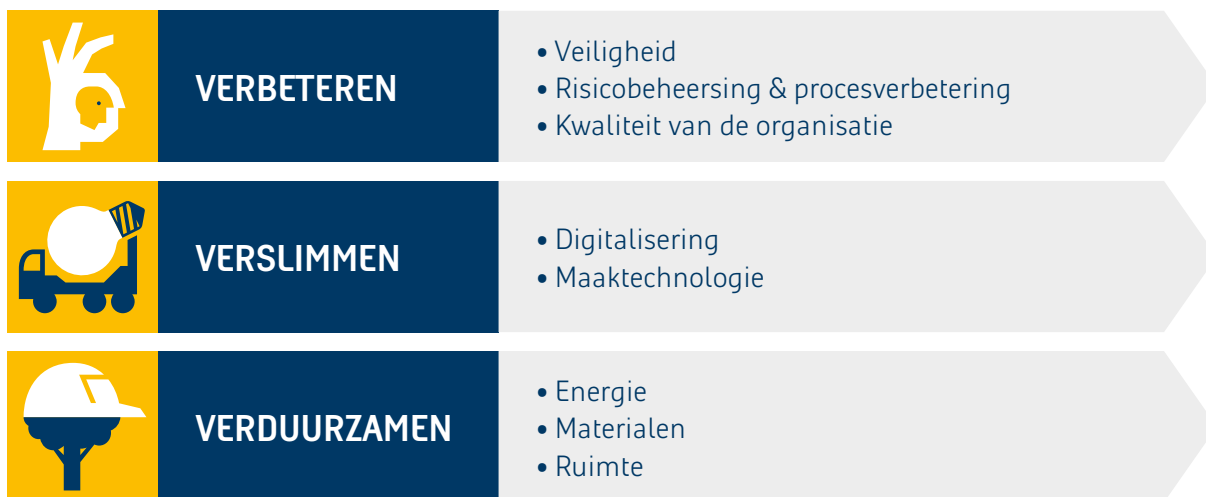 VERBETEREN
• Veiligheid
• Risicobeheersing & procesverbetering
• Kwaliteit van de organisatie
VERSLIMMEN
• Digitalisering
• Maaktechnologie
VERDUURZAMEN
• Energie
• Materialen
• Ruimte